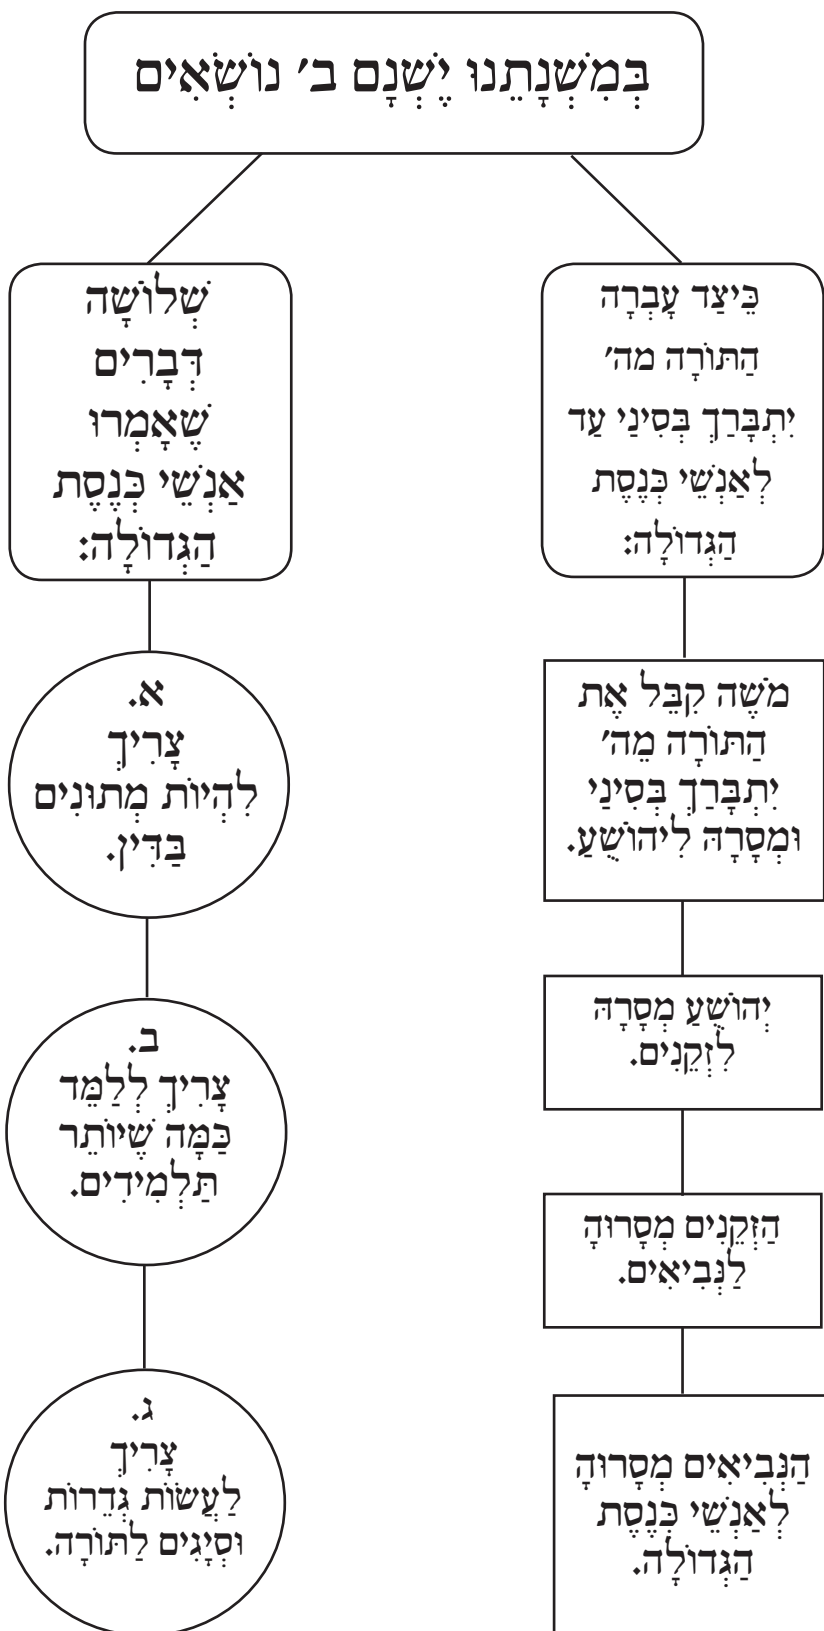 בְּמִשְׁנָתֵנוּ יֶשְׁנָם ב׳ נוֹשְׂאִים
כֵּיצַד עָבְרָה
הַתּוֹרָה מה׳
יִתְבָּרַךְ בְּסִינַי עַד
לְאַנְשֵׁי כְּנֶסֶת
הַגְּדוֹלָה:
מֹשֶׁה קִבֵּל אֶת
הַתּוֹרָה מֵה׳
יִתְבָּרַךְ בְּסִינַי
וּמְסָרָהּ לִיהוֹשֻׁעַ.
יְהוֹשֻׁעַ מְסָרָהּ
לִזְקֵנִים.
הַזְּקֵנִים מְסָרוּהָ
לַנְּבִיאִים.
הַנְּבִיאִים מְסָרוּהָ
לְאַנְשֵׁי כְּנֶסֶת
הַגְּדוֹלָה.
שְׁלוֹשָׁה
דְּבָרִים
שֶׁאָמְרוּ
אַנְשֵׁי כְּנֶסֶת
הַגְּדוֹלָה:
א.
צָרִיךְ
לִהְיוֹת מְתוּנִים
בַּדִּין.
ב.
צָרִיךְ לְלַמֵּד
כַּמָּה שֶׁיּוֹתֵר
תַּלְמִידִים.
ג.
צָרִיךְ
לַעֲשׂוֹת גְּדֵרוֹת
וּסְיָגִים לַתּוֹרָה.